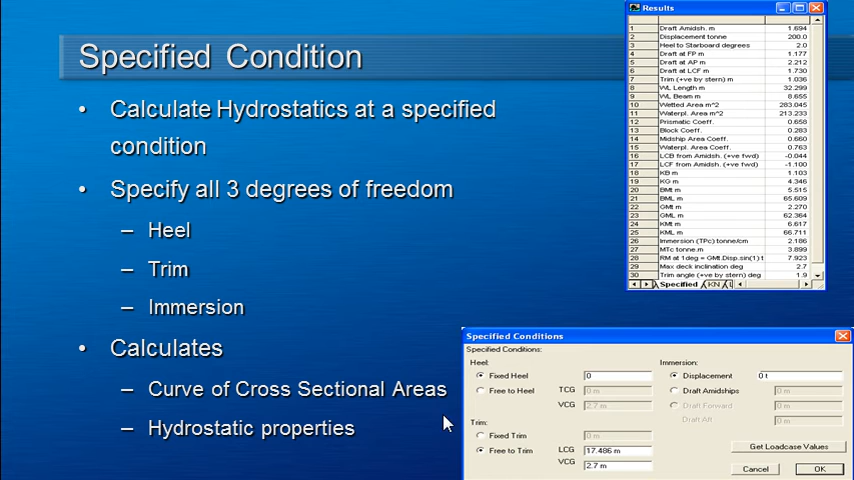 Specified Condition
Calculate Hydrostatics at a specified
condition
Specify all 3 degrees of freedom
– Heel
– Trim
– Immersion
Calculates
– Curve of Cross Sectional Areas
– Hydrostatic properties
Results
1 Draft Amidsh. m 1.694
2 Displacement tonne 200.0
3 Heel to Starboard degrees 2.0
4 Draft at FP m 1.177
5 Draft at AP m 2.212
6 Draft at LCF m 1.730
7 Trim (+ve by stern) m 1.036
8 WL Length m 32.299
9 WL Beam m 8.655
10 Wetted Area m^2 283.045
11 Waterpl. Area m^2 213.233
12 Prismatic Coeff. 0.658
13 Block Coeff. 0.283
14 Midship Area Coeff. 0.660
15 Waterpl. Area Coeff. 0.763
16 LCB from Amidsh. (+ve fwd) -0.044
17 LCF from Amidsh. (+ve fwd) -1.100
18 KB m 1.103
19 KG m 4.346
20 BMt m 5.515
21 BML m 65.609
22 GMt m 2.270
23 GML m 62.364
24 KMt m 6.617
25 KML m 66.711
26 Immersion (TPc) tonne/cm 2.186
27 MTc tonne.m 3.899
28 RM at 1deg = GMt.Disp.sin(1) t 7.923
29 Max deck inclination deg 2.7
30 Trim angle (+ve by stern) deg 1.9
Specified KN
Specified Conditions
Specified Conditions:
Heel:
Fixed Heel 0
Free to Heel TCG 0 m
VCG 2.7 m
Trim:
Fixed Trim 0 m
Free to Trim LCG 17.486 m
VCG 2.7 m
Immersion:
Displacement 0 t
Draft Amidships 0 m
Draft Forward 0 m
Draft Aft 0 m
Get Loadcase Values
Cancel OK